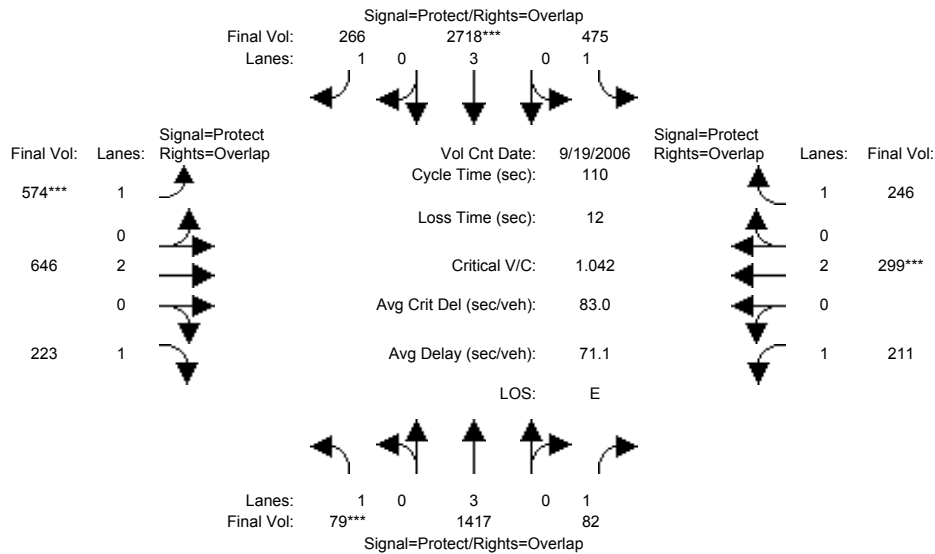 Signal=Protect/Rights=Overlap
Final Vol: 266 2718*** 475
Lanes: 1 0 3 0 1
Signal=Protect Signal=Protect
Final Vol: Lanes: Rights=Overlap Vol Cnt Date: 9/19/2006 Rights=Overlap Lanes: Final Vol:
Cycle Time (sec): 110
574*** 1 1 246
Loss Time (sec): 12
0 0
646 2 Critical V/C: 1.042 2 299***
0 Avg Crit Del (sec/veh): 83.0 0
223 1 Avg Delay (sec/veh): 71.1 1 211
LOS: E
Lanes: 1 0 3 0 1
Final Vol: 79*** 1417 82
Signal=Protect/Rights=Overlap